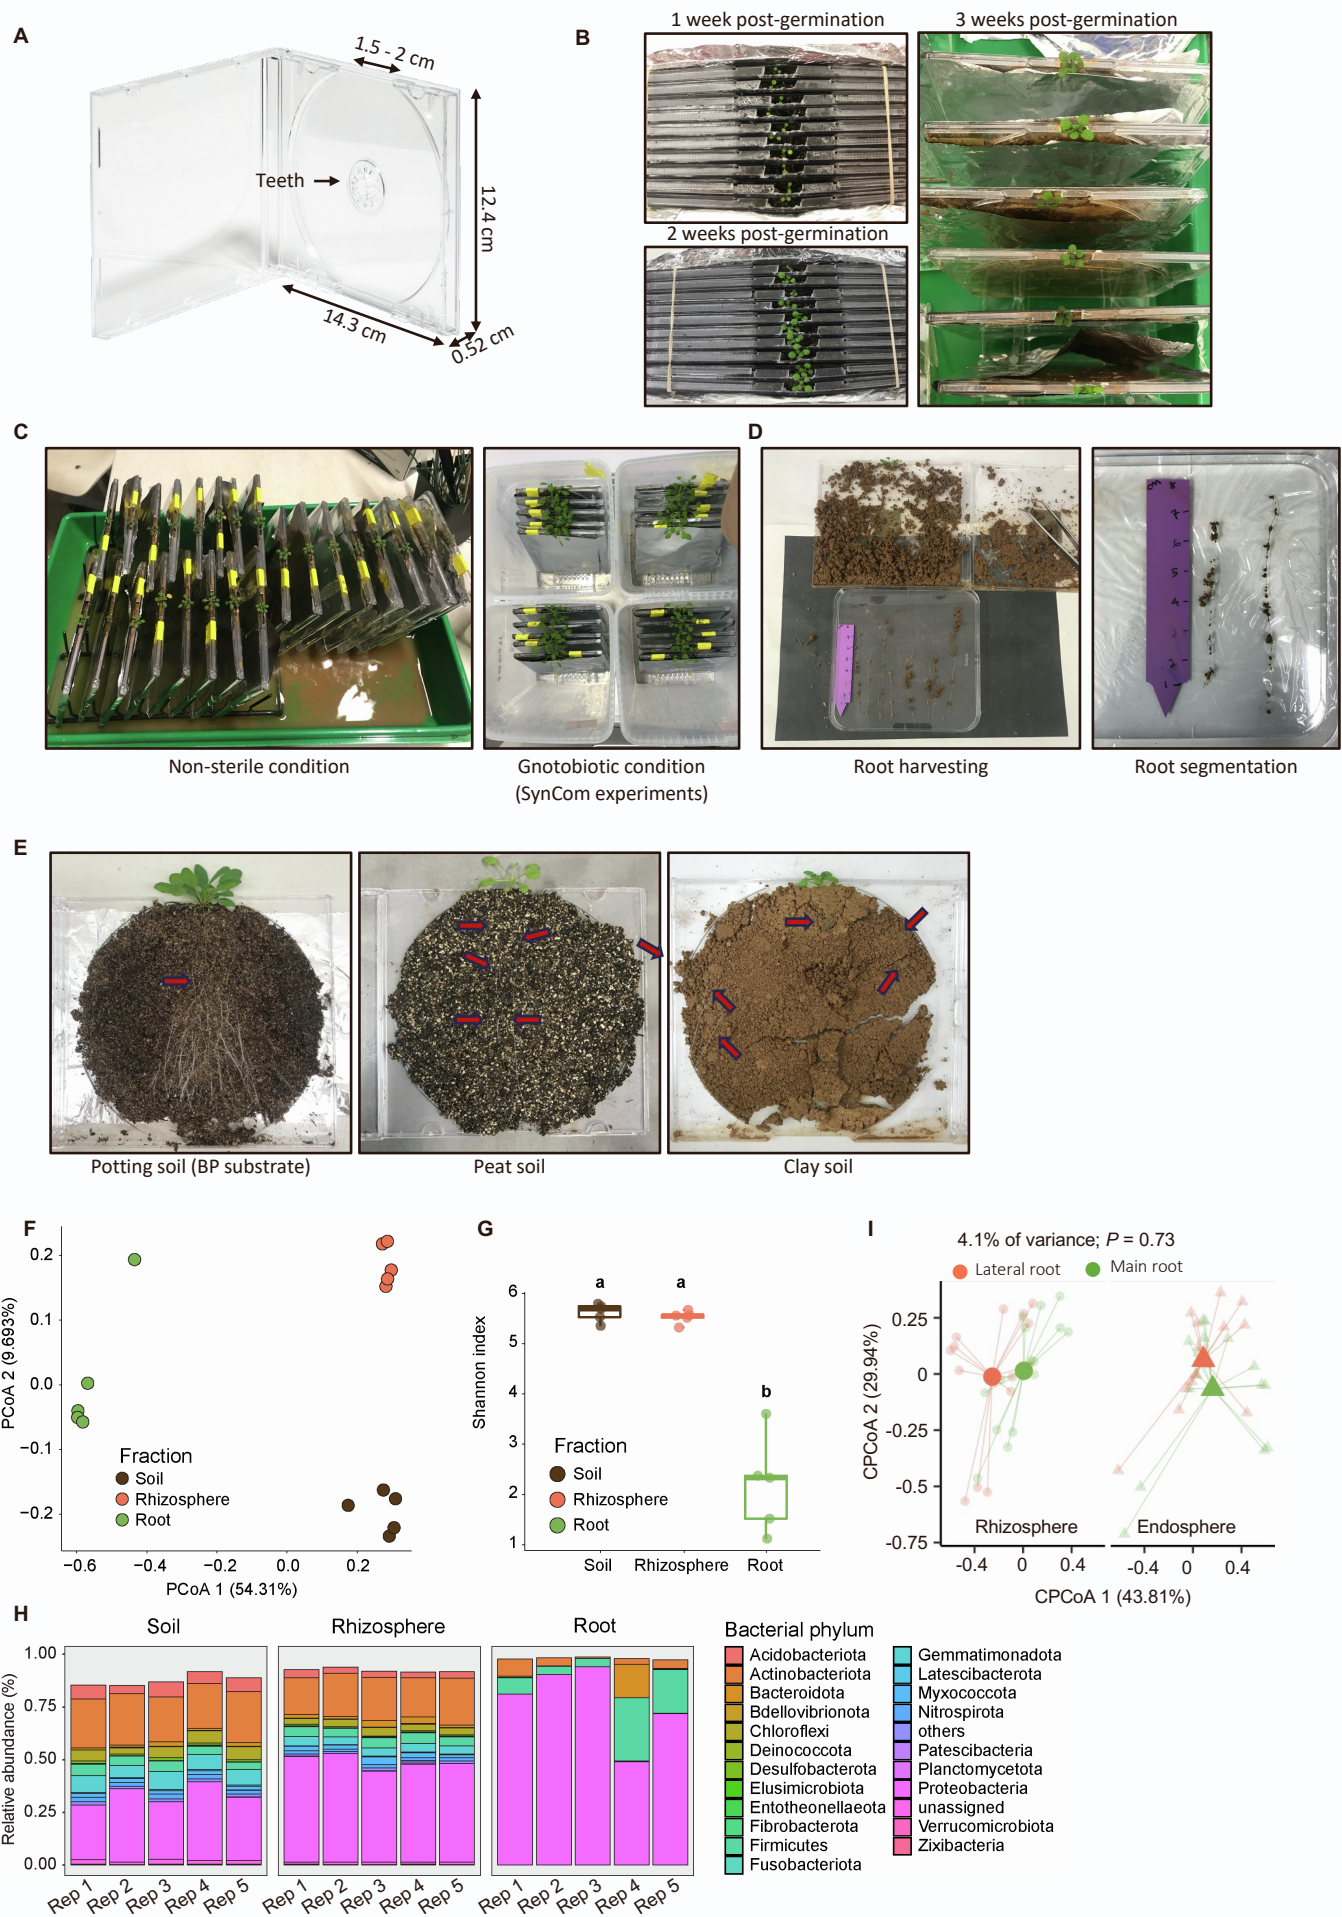 A
1.5 - 2 cm
Teeth
12.4 cm
14.3 cm
0.52 cm
B
1 week post-germination
3 weeks post-germination
2 weeks post-germination
C
Non-sterile condition
Gnotobiotic condition
(SynCom experiments)
D
cm 8
7
6
5
4
Root harvesting
Root segmentation
E
Potting soil (BP substrate)
Peat soil
Clay soil
F
PCoA 2 (9.693%)
0.2
0.1
0.0
−0.1
−0.2
Fraction
Soil
Rhizosphere
Root
−0.6
−0.4
−0.2
0.0
0.2
PCoA 1 (54.31%)
G
Shannon index
6
5
4
3
2
1
a
a
b
Fraction
Soil
Rhizosphere
Root
Soil
Rhizosphere
Root
I
4.1% of variance; P = 0.73
Lateral root
Main root
CPCoA 2 (29.94%)
0.25
0
-0.25
-0.5
-0.75
Rhizosphere
Endosphere
-0.4
0
0.4
-0.4
0
0.4
CPCoA 1 (43.81%)
H
Soil
Rhizosphere
Root
Relative abundance (%)
1.00
0.75
0.50
0.25
0.00
Rep 1
Rep 2
Rep 3
Rep 4
Rep 5
Rep 1
Rep 2
Rep 3
Rep 4
Rep 5
Rep 1
Rep 2
Rep 3
Rep 4
Rep 5
Bacterial phylum
Acidobacteriota
Actinobacteriota
Bacteroidota
Bdellovibrionota
Chloroflexi
Deinococcota
Desulfobacterota
Elusimicrobiota
Entotheonellaeota
Fibrobacterota
Firmicutes
Fusobacteriota
Gemmatimonadota
Latescibacterota
Myxococcota
Nitrospirota
others
Patescibacteria
Planctomycetota
Proteobacteria
unassigned
Verrucomicrobiota
Zixibacteria